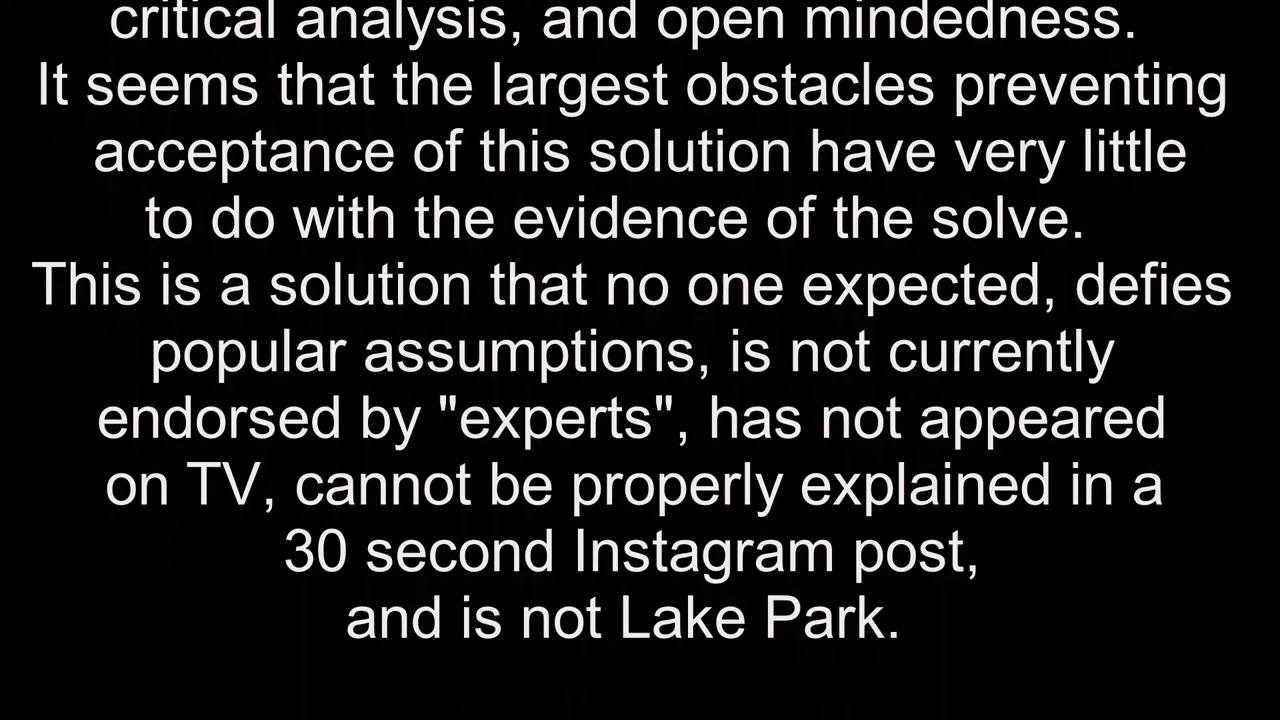 critical analysis, and open mindedness.
It seems that the largest obstacles preventing
acceptance of this solution have very little
to do with the evidence of the solve.
This is a solution that no one expected, defies
popular assumptions, is not currently
endorsed by "experts", has not appeared
on TV, cannot be properly explained in a
30 second Instagram post,
and is not Lake Park.